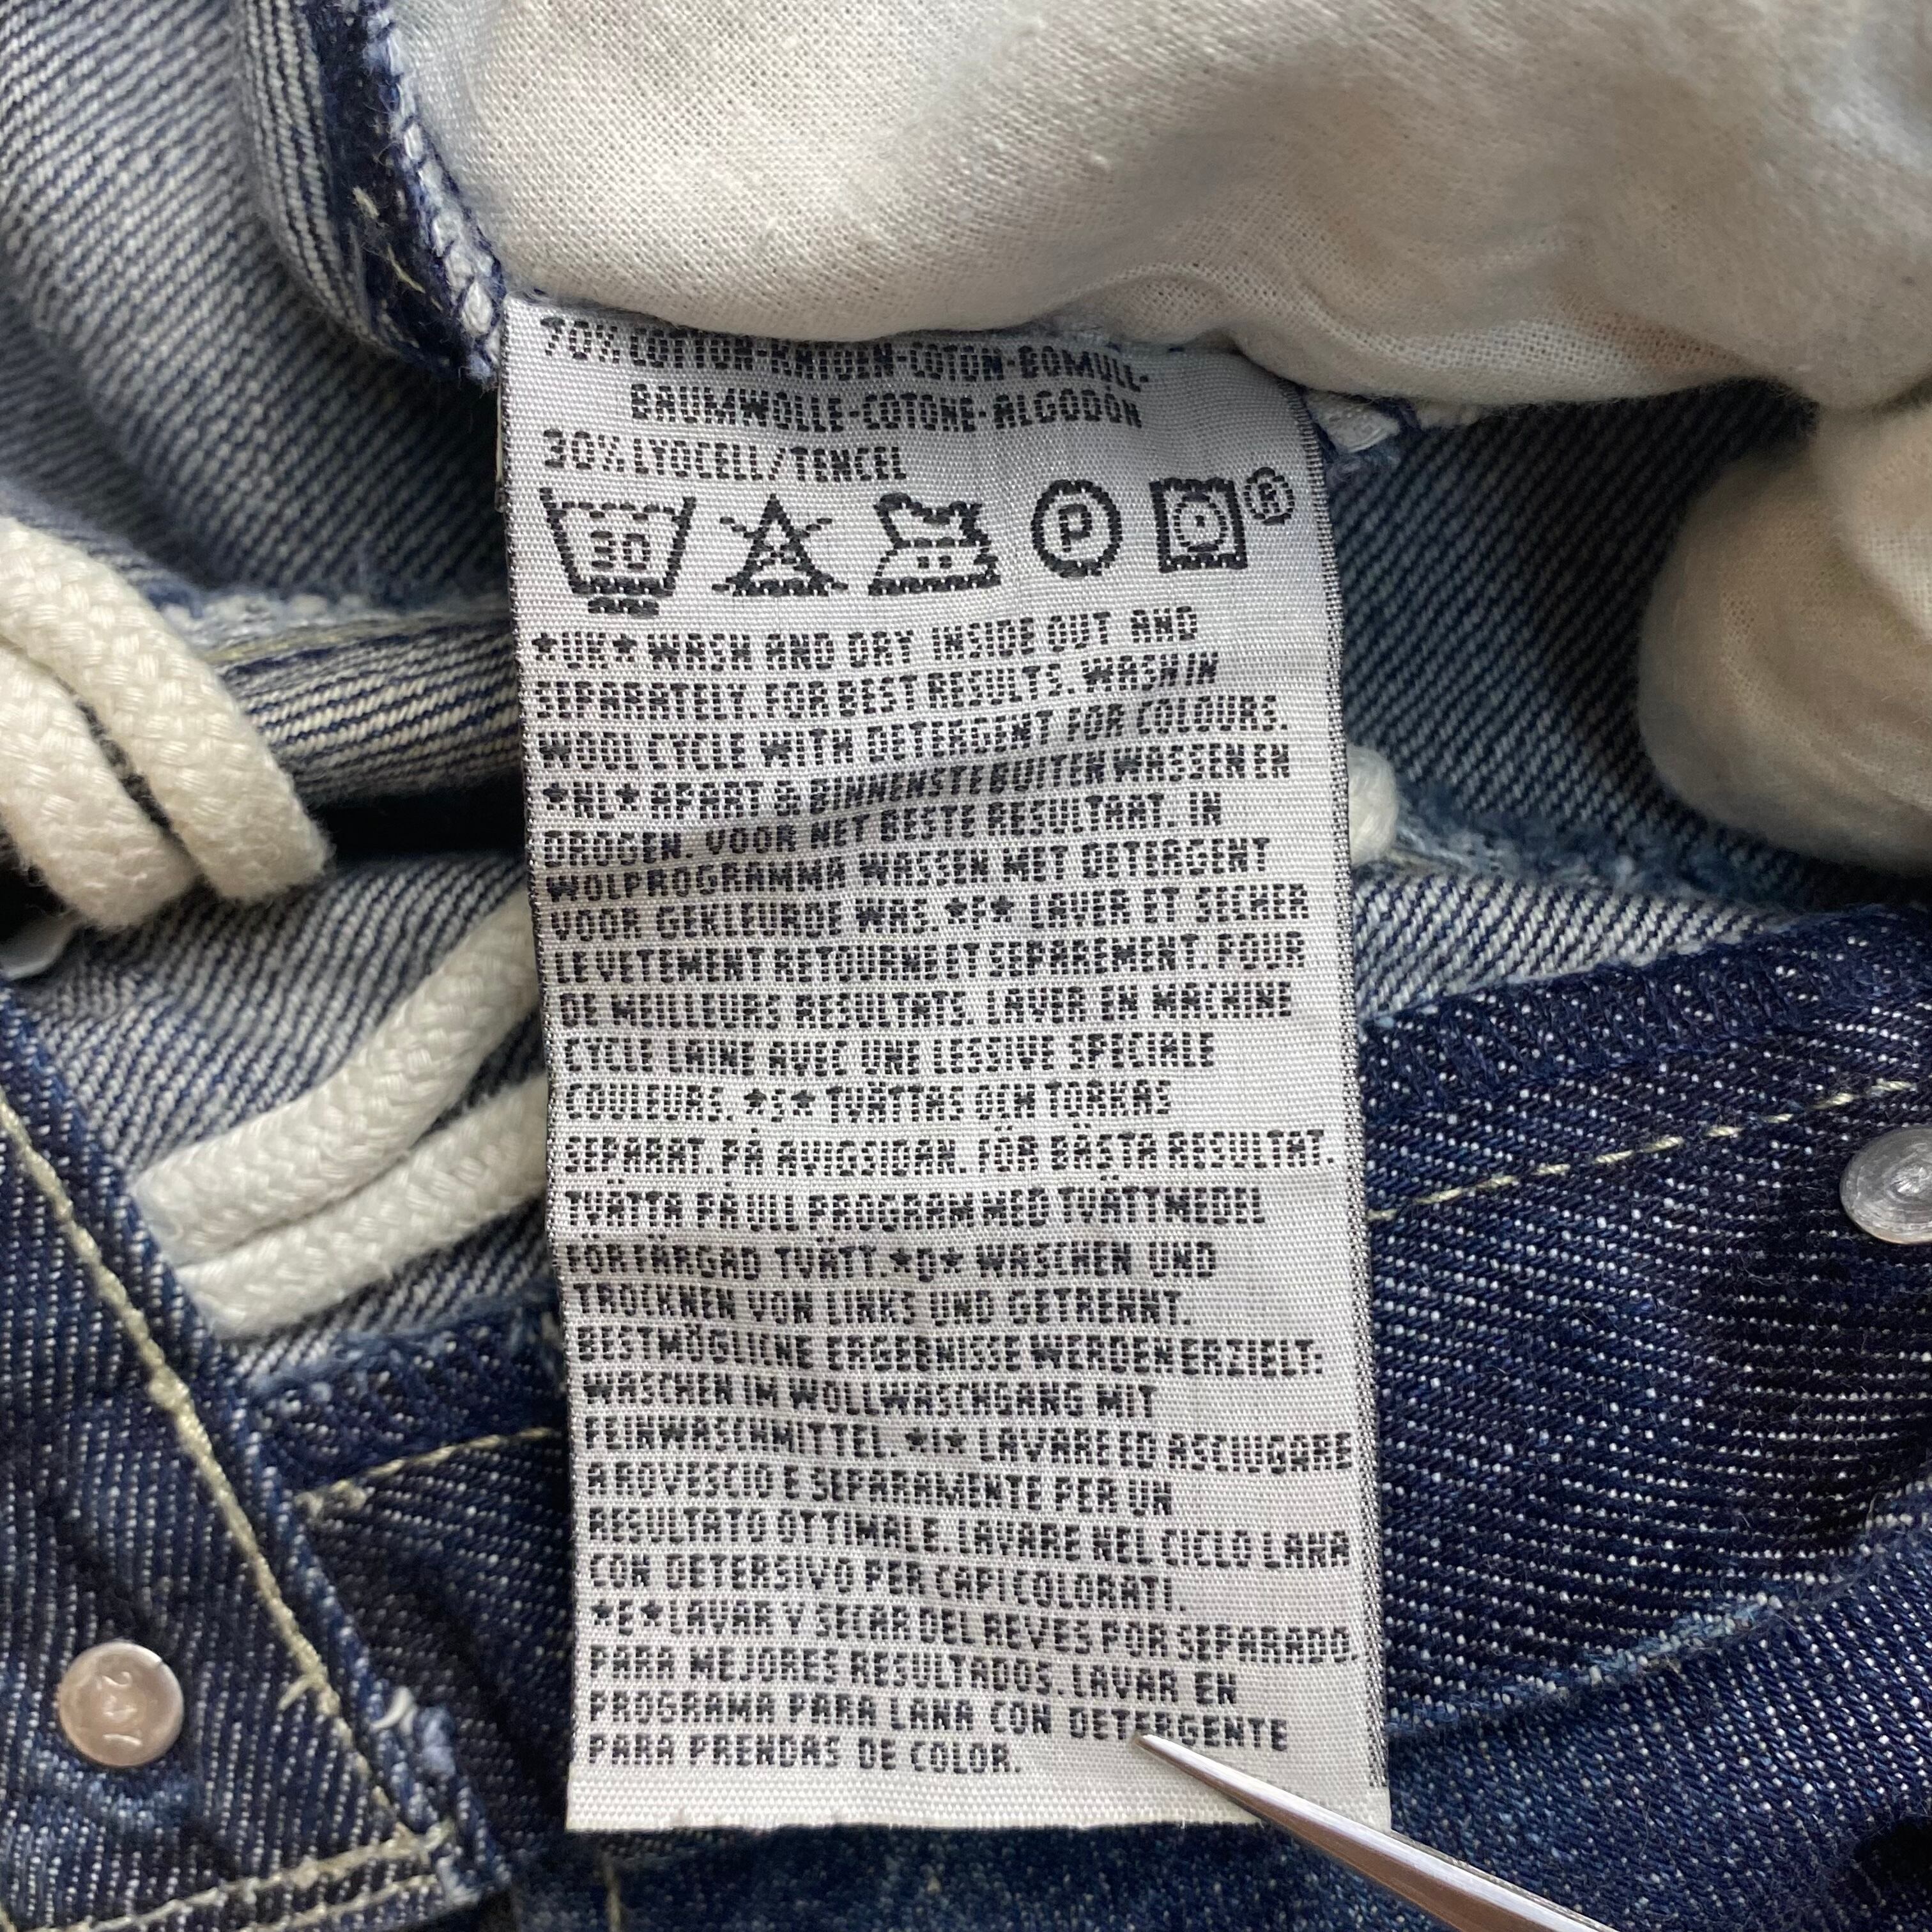 70% COTTON-KATOEN-COTON-BOMULL-
BAUMWOLLE-COTONE-ALGODÓN
30% LYOCELL/TENCEL
30 P ®
*UK* WASH AND DRY INSIDE OUT AND
SEPARATELY. FOR BEST RESULTS. WASH IN
WOOL CYCLE WITH DETERGENT FOR COLOURS.
*NL* APART & BINNENSTEBUITEN WASSEN EN
DROGEN. VOOR HET BESTE RESULTAAT. IN
WOLPROGRAMMA WASSEN MET DETERGENT
VOOR GEKLEURDE WAS *F* LAVER ET SECHER
LE VETEMENT RETOURNE ET SEPAREMENT. POUR
DE MEILLEURS RESULTATS. LAVER EN MACHINE
CYCLE LAINE AVEC UNE LESSIVE SPECIALE
COULEURS. *S* TVÄTTAS OCH TORKAS
SEPARAT. PÅ AVIGSIDAN. FÖR BÄSTA RESULTAT.
TVÄTTA PÅ ULL PROGRAM MED TVÄTTMEDEL
FÖR FÄRGAD TVÄTT. *D* WASCHEN UND
TROCKNEN VON LINKS UND GETRENNT.
BESTMÖGLICHE ERGEBNISSE WERDEN ERZIELT:
WASCHEN IM WOLLWASCHGANG MIT
FEINWASCHMITTEL. *I* LAVARE ED ASCIUGARE
A ROVESCIO E SEPARAMENTE PER UN
RESULTATO OTTIMALE. LAVARE NEL CICLO LANA
CON DETERSIVO PER CAPI COLORATI
*E* LAVAR Y SECAR DEL REVES POR SEPARADO
PARA MEJORES RESULTADOS. LAVAR EN
PROGRAMA PARA LANA CON DETERGENTE
PARA PRENDAS DE COLOR.